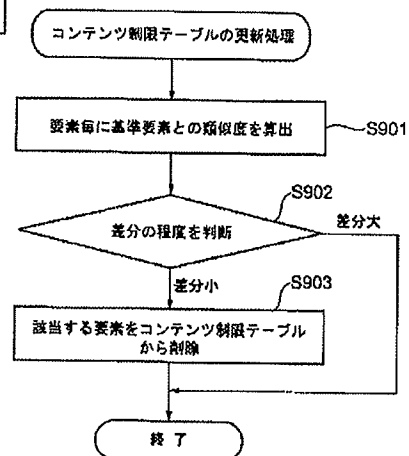 コンテンツ制限テーブルの更新処理
要素毎に基準要素との類似度を算出
S901
S902
差分の程度を判断
差分大
差分小
S903
該当する要素をコンテンツ制限テーブル
から削除
終了